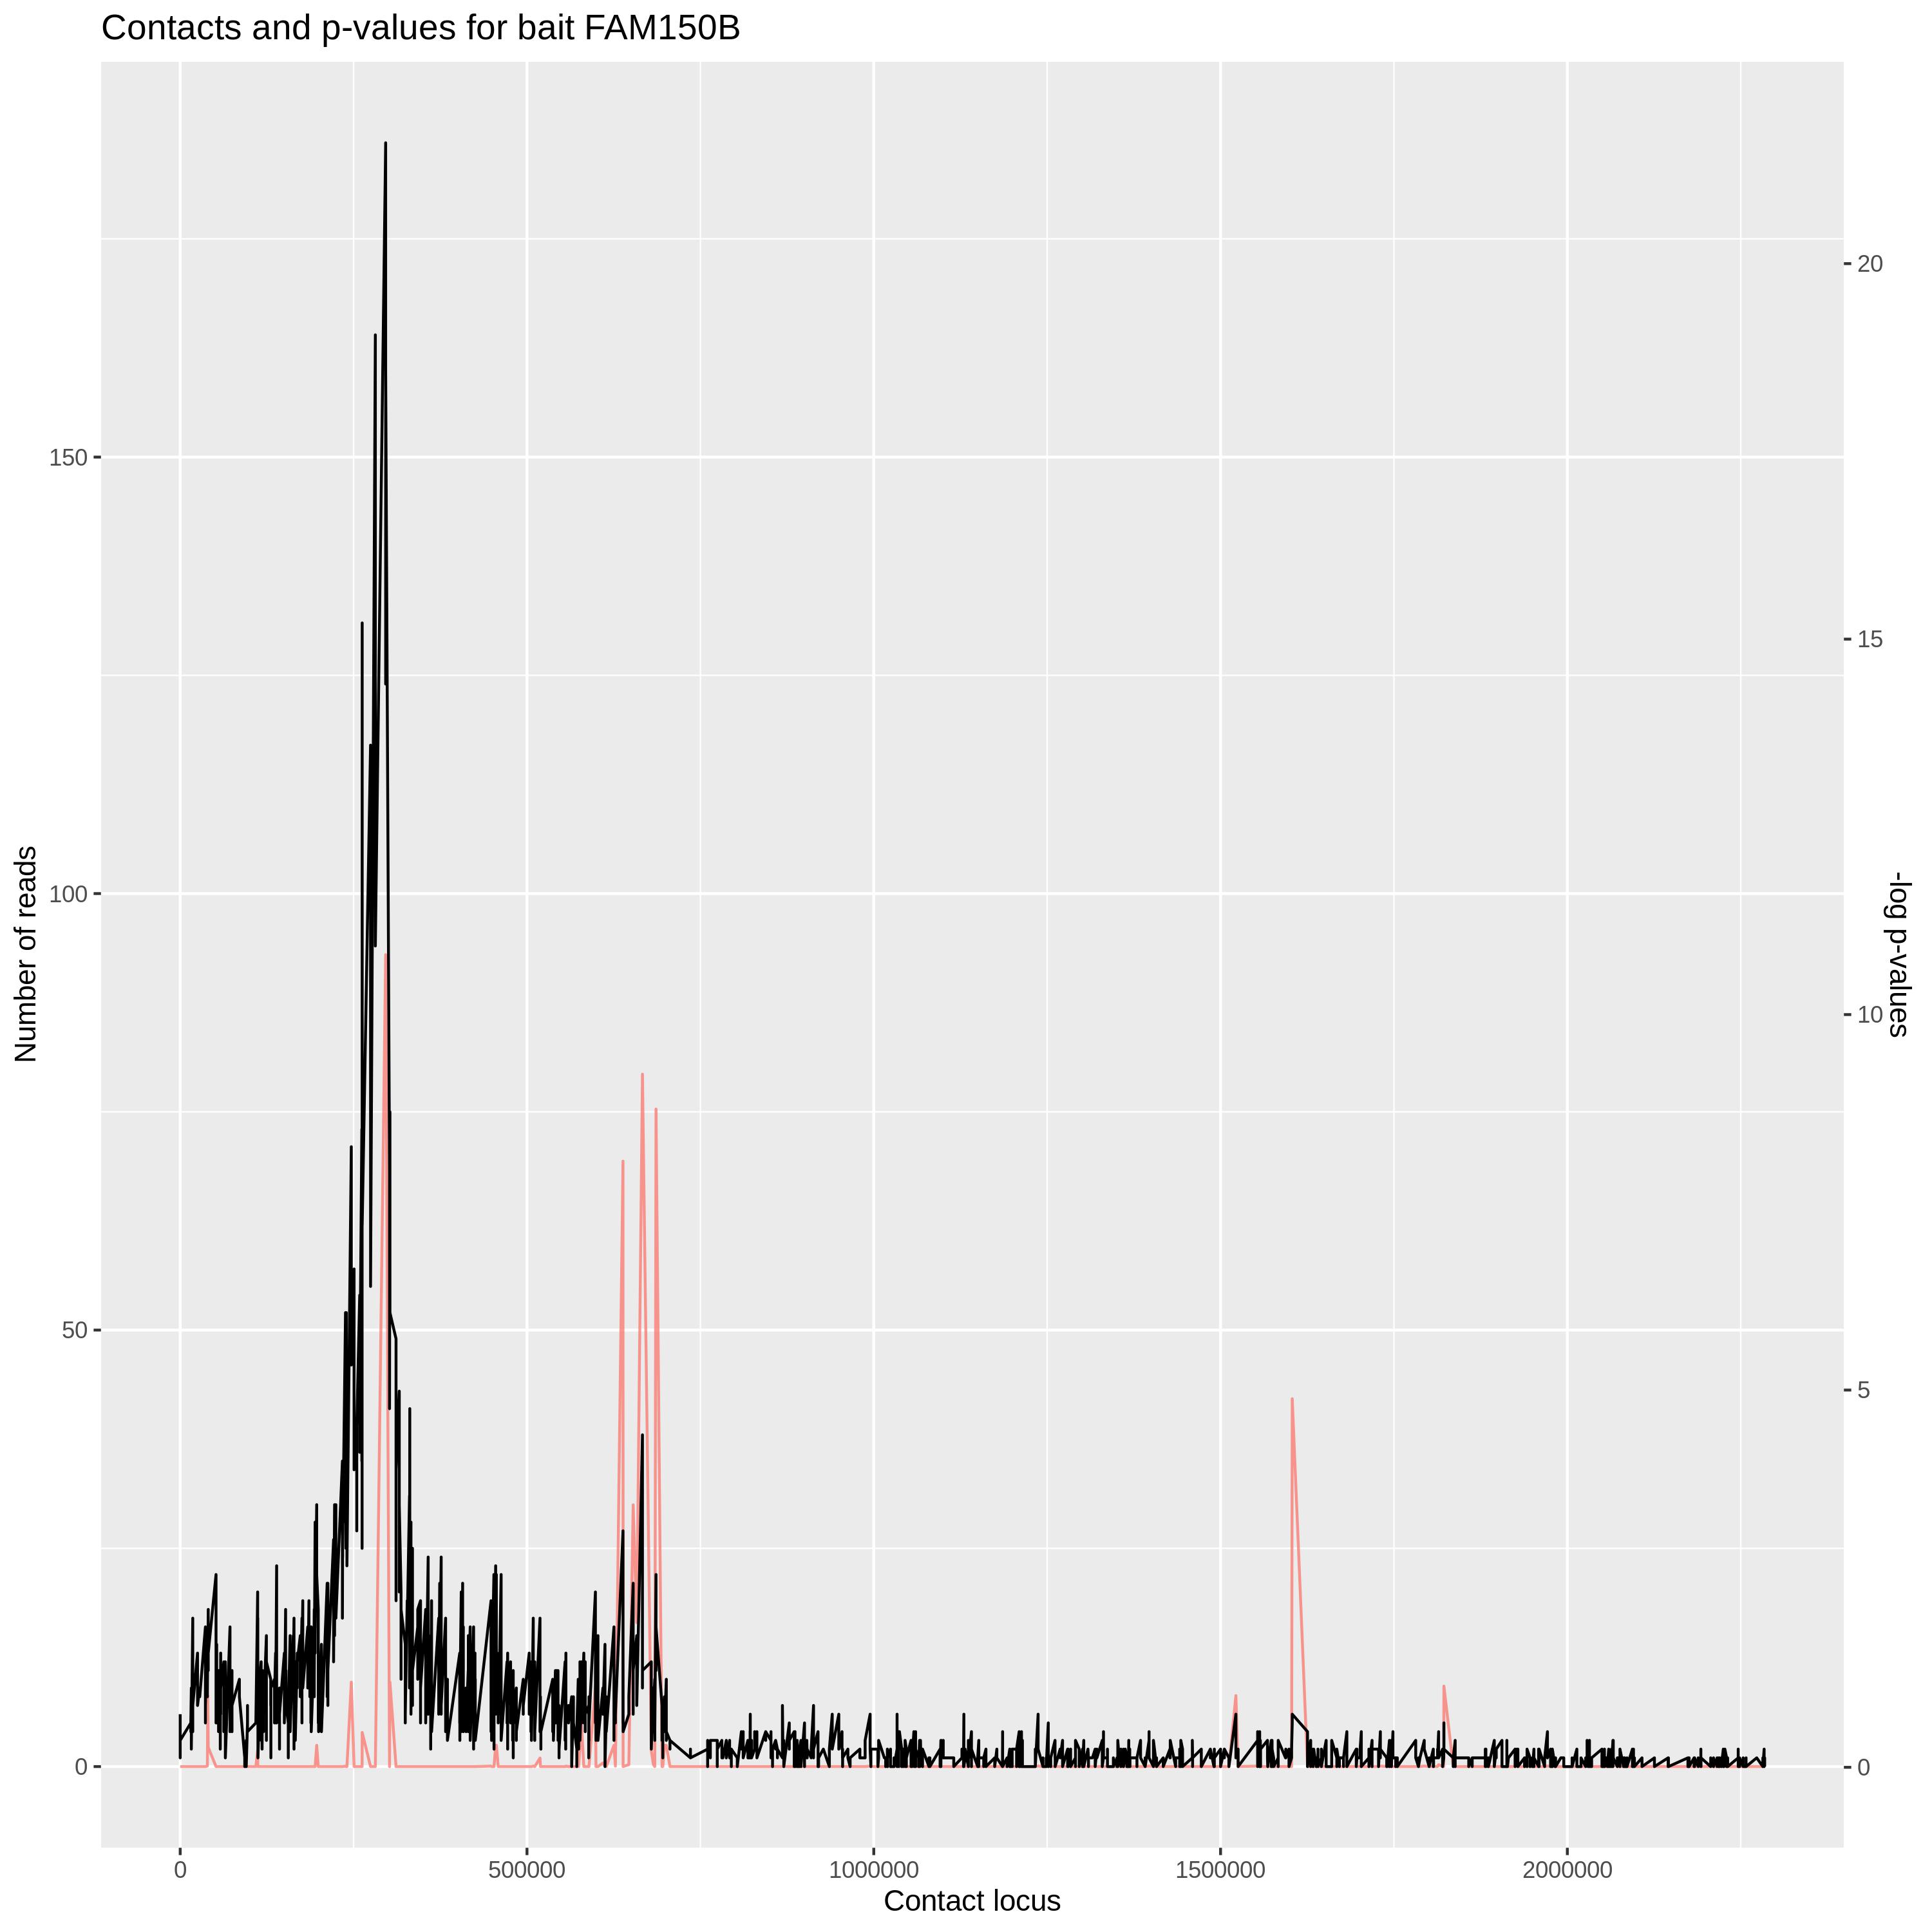 Contacts and p-values for bait FAM150B
Number of reads
150
100
50
0
20
15
10
5
0
-log p-values
0 500000 1000000 1500000 2000000
Contact locus